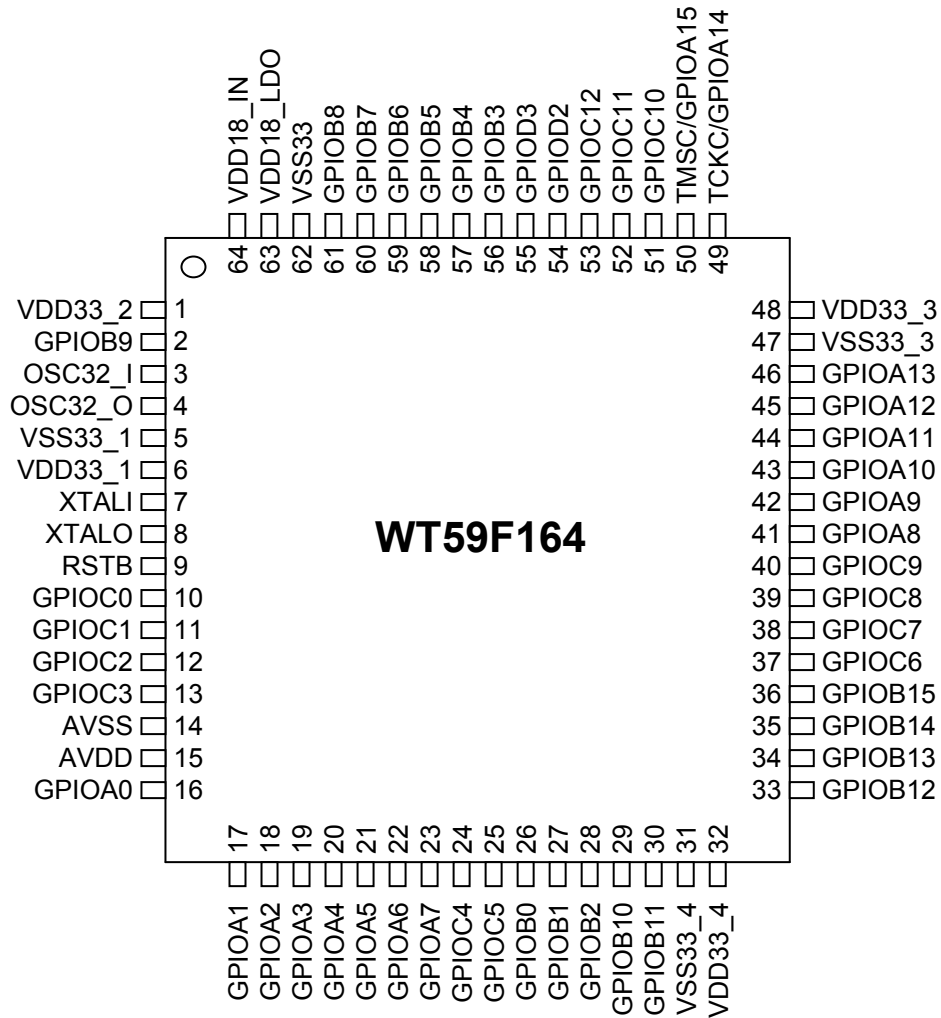 VDD18_IN
VDD18_LDO
VSS33
GPIOB8
GPIOB7
GPIOB6
GPIOB5
GPIOB4
GPIOB3
GPIOD3
GPIOD2
GPIOC12
GPIOC11
GPIOC10
TMSC/GPIOA15
TCKC/GPIOA14
64
63
62
61
60
59
58
57
56
55
54
53
52
51
50
49
VDD33_2 1
GPIOB9 2
OSC32_I 3
OSC32_O 4
VSS33_1 5
VDD33_1 6
XTALI 7
XTALO 8
RSTB 9
GPIOC0 10
GPIOC1 11
GPIOC2 12
GPIOC3 13
AVSS 14
AVDD 15
GPIOA0 16
WT59F164
48 VDD33_3
47 VSS33_3
46 GPIOA13
45 GPIOA12
44 GPIOA11
43 GPIOA10
42 GPIOA9
41 GPIOA8
40 GPIOC9
39 GPIOC8
38 GPIOC7
37 GPIOC6
36 GPIOB15
35 GPIOB14
34 GPIOB13
33 GPIOB12
17
18
19
20
21
22
23
24
25
26
27
28
29
30
31
32
GPIOA1
GPIOA2
GPIOA3
GPIOA4
GPIOA5
GPIOA6
GPIOA7
GPIOC4
GPIOC5
GPIOB0
GPIOB1
GPIOB2
GPIOB10
GPIOB11
VSS33_4
VDD33_4